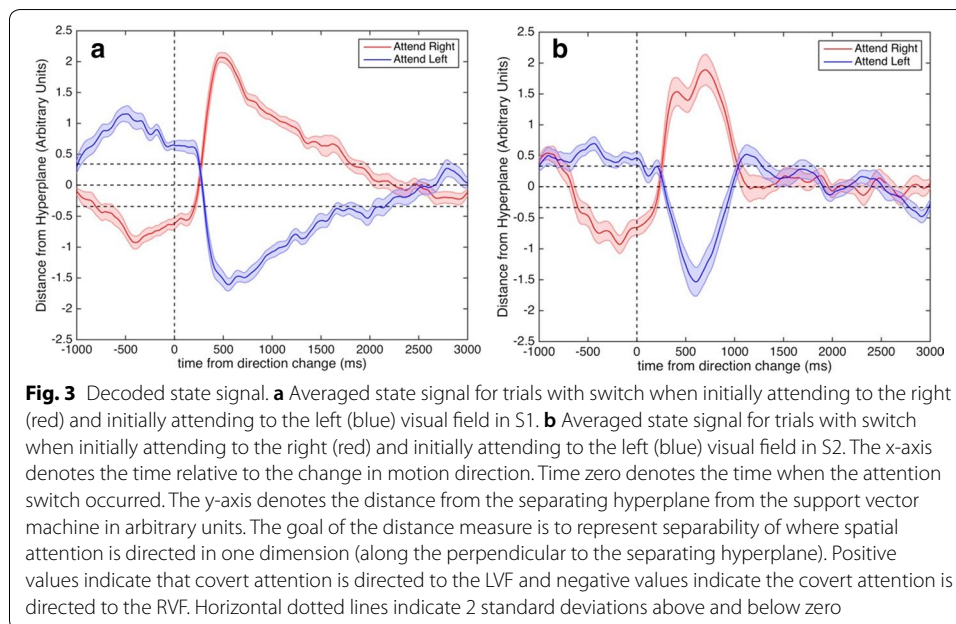 a
b
Attend Right
Attend Left
Attend Right
Attend Left
Distance from Hyperplane (Arbitrary Units)
2.5
2
1.5
1
0.5
0
-0.5
-1
-1.5
-2
-2.5
-1000 -500 0 500 1000 1500 2000 2500 3000
time from direction change (ms)
Distance from Hyperplane (Arbitrary Units)
2.5
2
1.5
1
0.5
0
-0.5
-1
-1.5
-2
-2.5
-1000 -500 0 500 1000 1500 2000 2500 3000
time from direction change (ms)
Fig. 3 Decoded state signal. a Averaged state signal for trials with switch when initially attending to the right
(red) and initially attending to the left (blue) visual field in S1. b Averaged state signal for trials with switch
when initially attending to the right (red) and initially attending to the left (blue) visual field in S2. The x-axis
denotes the time relative to the change in motion direction. Time zero denotes the time when the attention
switch occurred. The y-axis denotes the distance from the separating hyperplane from the support vector
machine in arbitrary units. The goal of the distance measure is to represent separability of where spatial
attention is directed in one dimension (along the perpendicular to the separating hyperplane). Positive
values indicate that covert attention is directed to the LVF and negative values indicate the covert attention is
directed to the RVF. Horizontal dotted lines indicate 2 standard deviations above and below zero